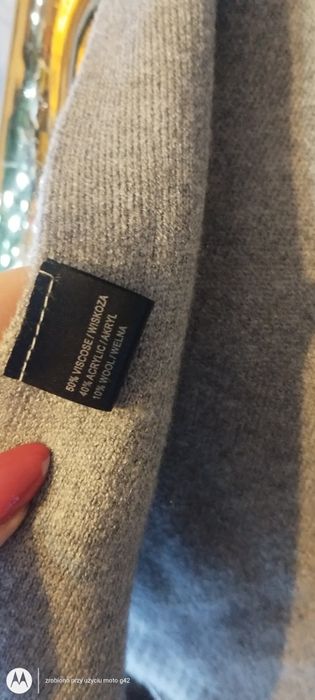 50% VISCOSE/WISKOZA
40% ACRYLIC/AKRYL
10% WOOL/WEŁNA
zrobiono przy użyciu moto g42